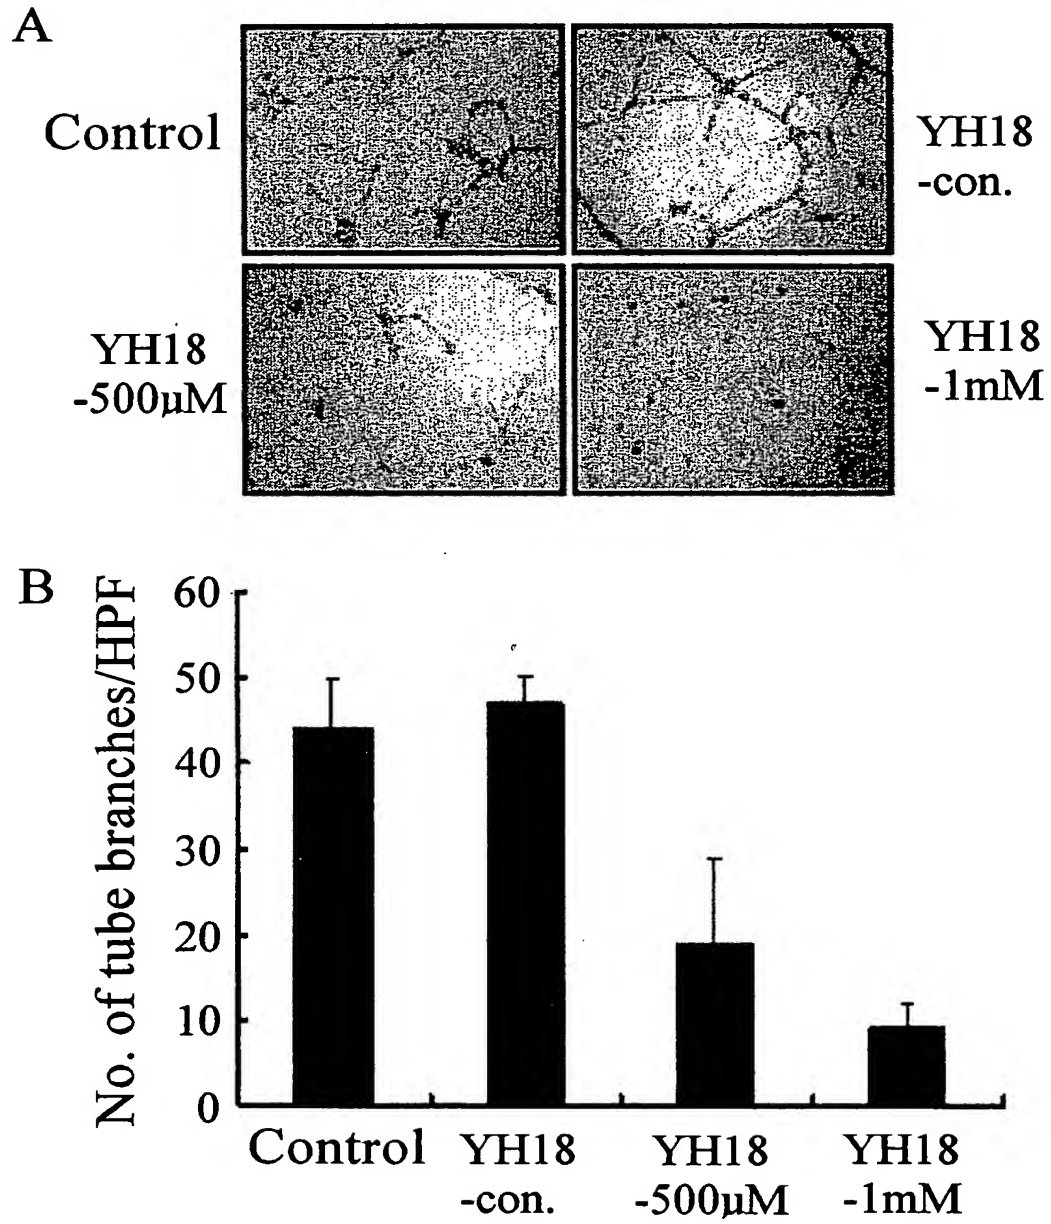 A
Control
YH18
-con.
YH18
-500µM
YH18
-1mM
B
No. of tube branches/HPF
60
50
40
30
20
10
0
Control
YH18
-con.
YH18
-500µM
YH18
-1mM